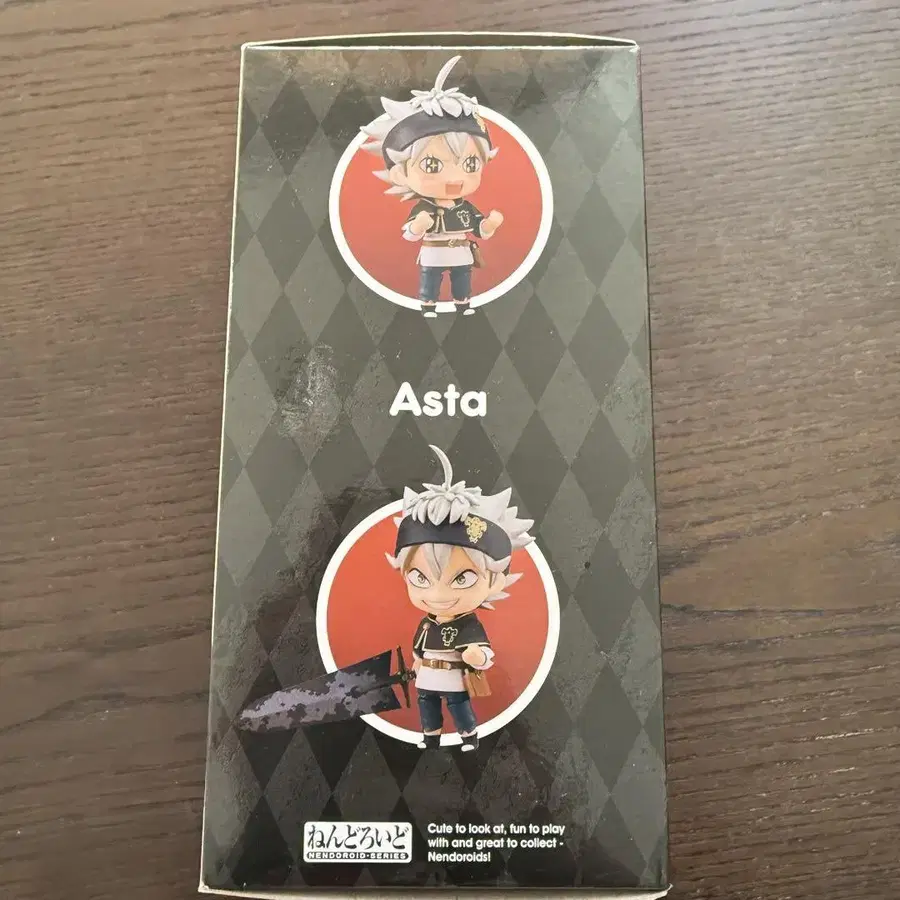 Asta
ねんどろいど
NENDOROID·SERIES
Cute to look at, fun to play
with and great to collect -
Nendoroids!